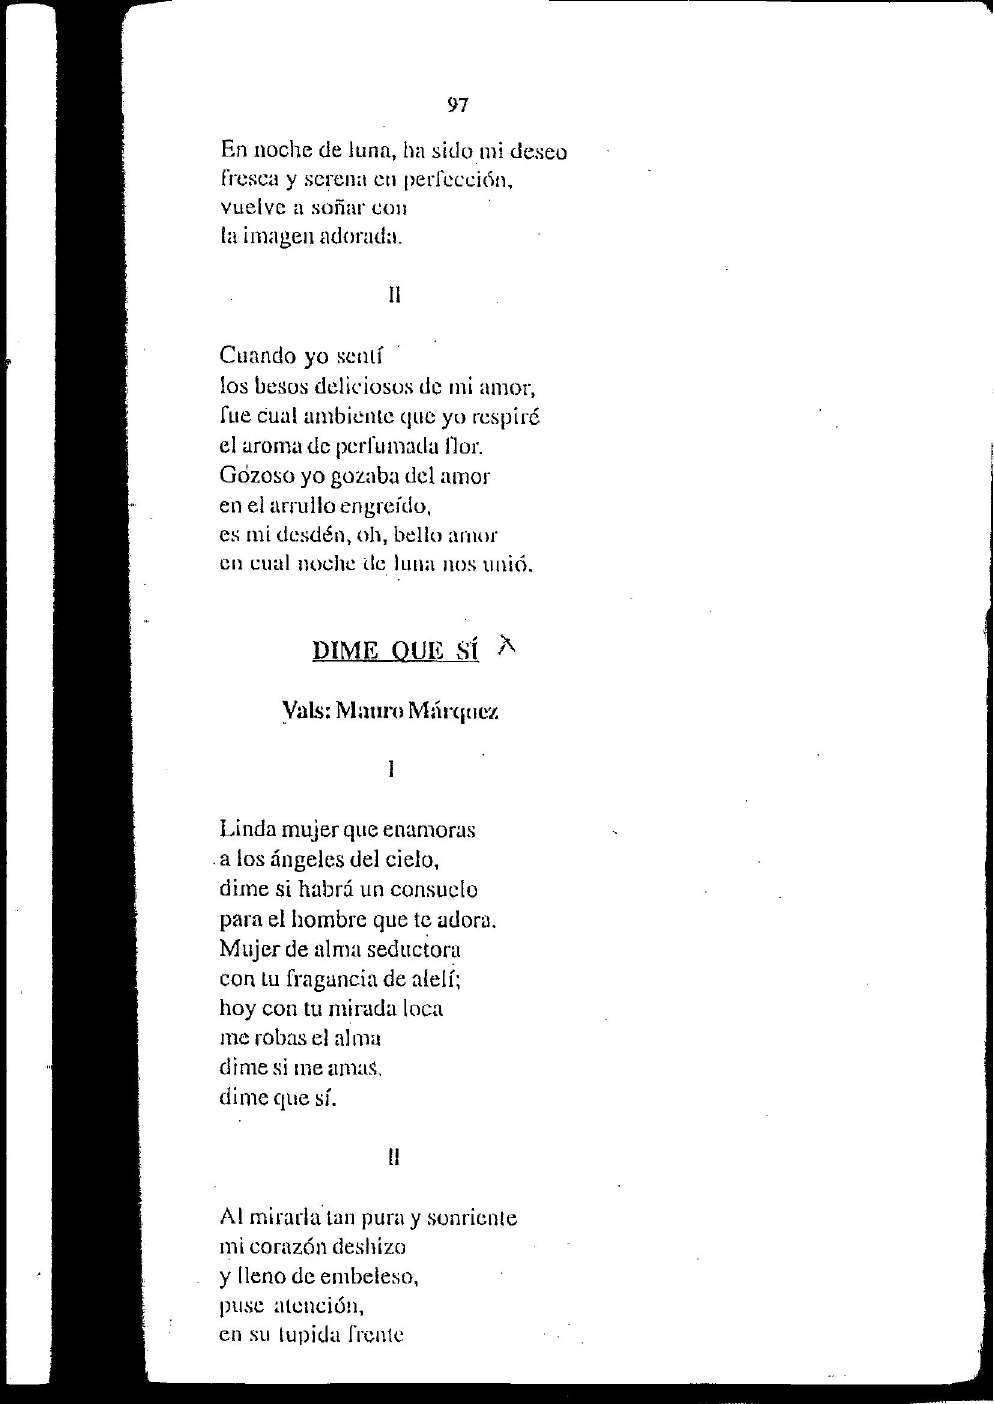 97
En noche de luna, ha sido mi deseo
fresca y serena en perfección,
vuelve a soñar con
la imagen adorada.
II
Cuando yo sentí
los besos deliciosos de mi amor,
fue cual ambiente que yo respiré
el aroma de perfumada flor.
Gozoso yo gozaba del amor
en el arrullo engreído,
es mi desdén, oh, bello amor
en cual noche de luna nos unió.
DIME QUE SÍ
Vals: Mauro Márquez
I
Linda mujer que enamoras
a los ángeles del cielo,
dime si habrá un consuelo
para el hombre que te adora.
Mujer de alma seductora
con tu fragancia de alelí;
hoy con tu mirada loca
me robas el alma
dime si me amas,
dime que sí.
II
Al mirarla tan pura y sonriente
mi corazón deshizo
y lleno de embeleso,
puse atención,
en su tupida frente